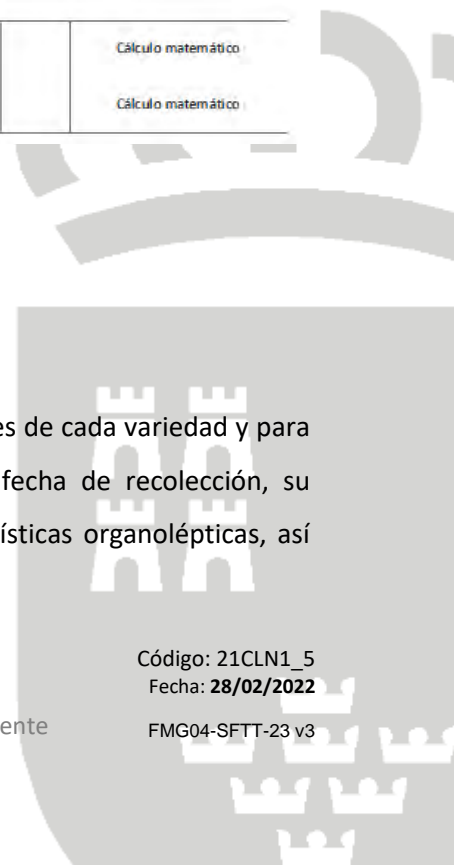 Cálculo matemático
Cálculo matemático
es de cada variedad y para
fecha de recolección, su
ísticas organolépticas, así
Código: 21CLN1_5
Fecha: 28/02/2022
ente
FMG04-SFTT-23 v3